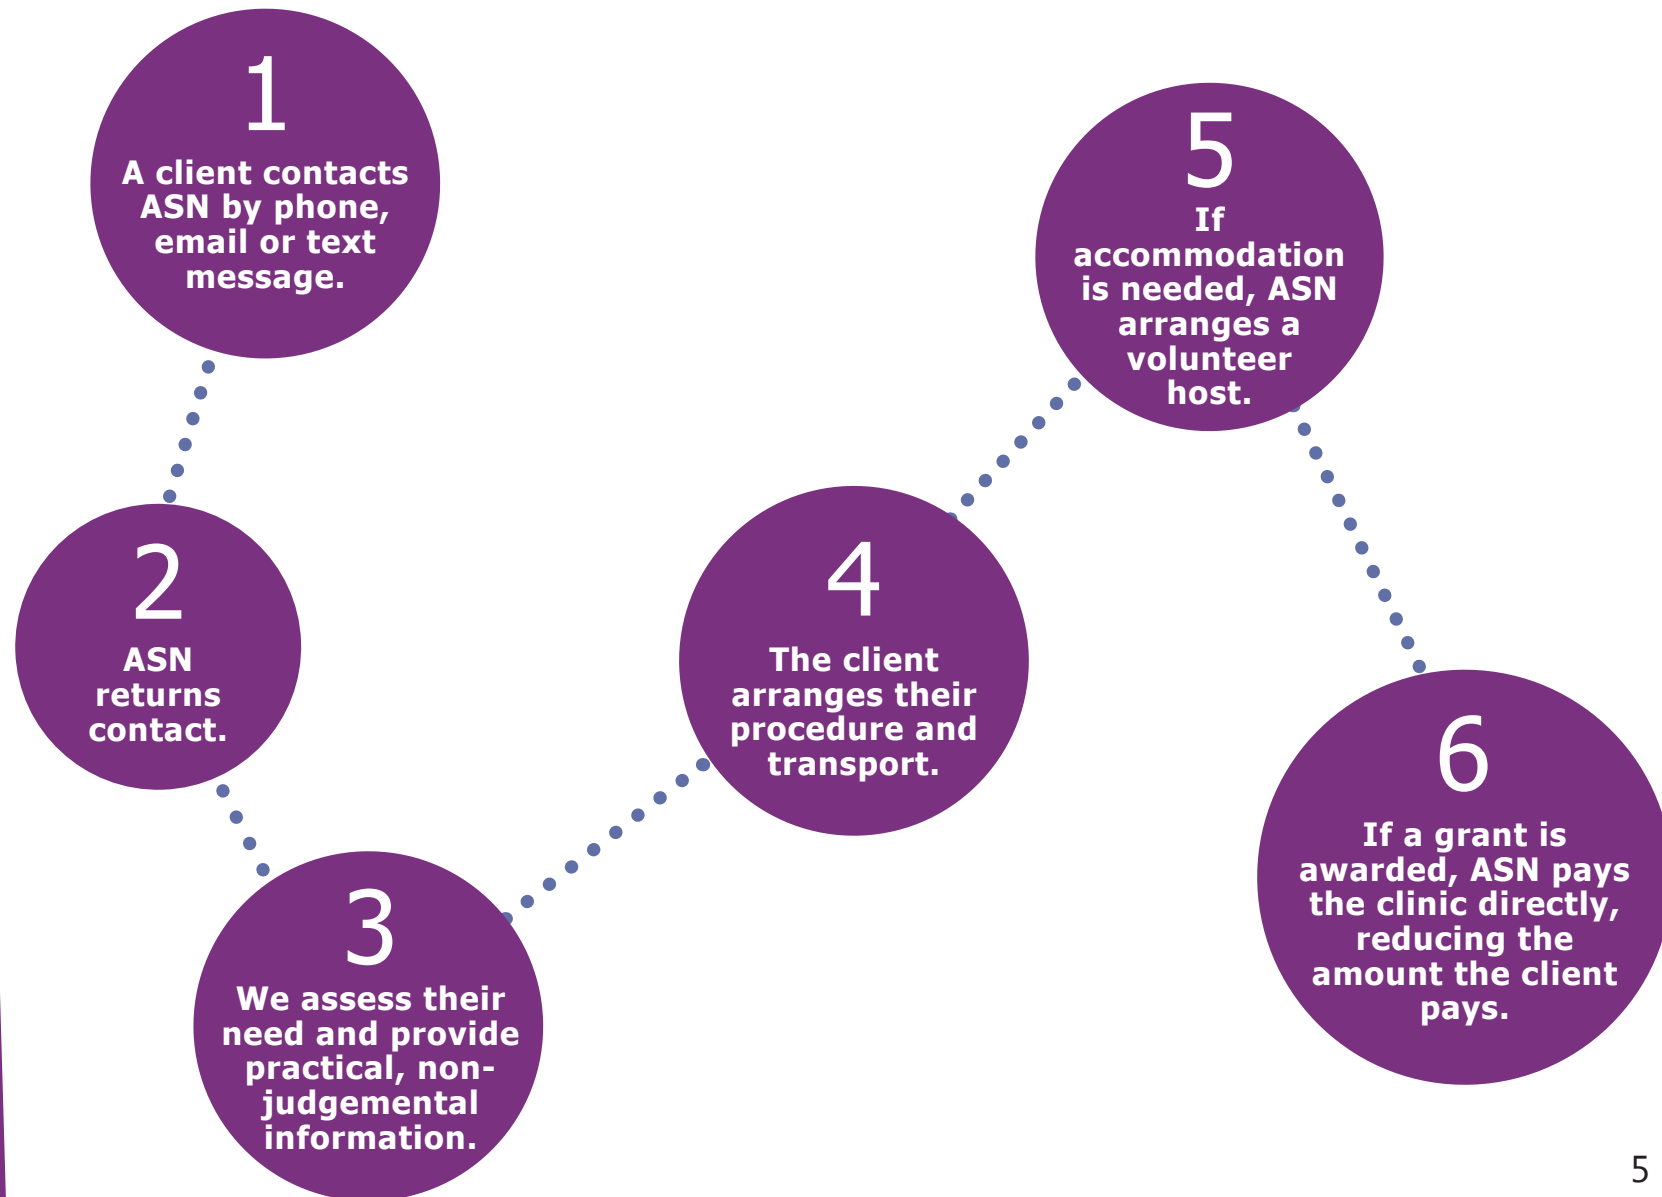 1
A client contacts
ASN by phone,
email or text
message.
2
ASN
returns
contact.
3
We assess their
need and provide
practical, non-
judgemental
information.
4
The client
arranges their
procedure and
transport.
5
If
accommodation
is needed, ASN
arranges a
volunteer
host.
6
If a grant is
awarded, ASN pays
the clinic directly,
reducing the
amount the client
pays.
5